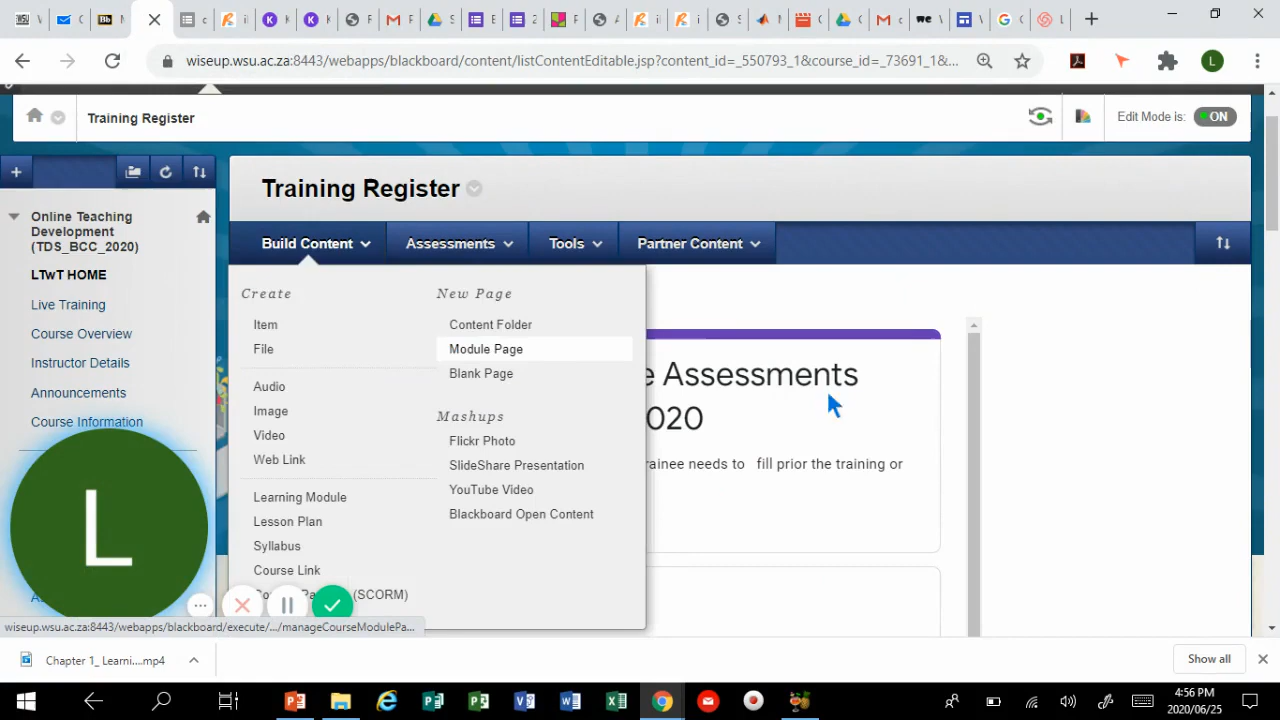 Bb
wiseup.wsu.ac.za:8443/webapps/blackboard/content/listContentEditable.jsp?content_id=_550793_1&course_id=_73691_1&...
L
Training Register
Edit Mode is:
ON
Training Register
Online Teaching
Development
(TDS_BCC_2020)
LTwT HOME
Live Training
Course Overview
Instructor Details
Announcements
Course Information
L
Build Content
Assessments
Tools
Partner Content
Create
Item
File
Audio
Image
Video
Web Link
Learning Module
Lesson Plan
Syllabus
Course Link
(SCORM)
New Page
Content Folder
Module Page
Blank Page
Mashups
Flickr Photo
SlideShare Presentation
YouTube Video
Blackboard Open Content
e Assessments
020
rainee needs to fill prior the training or
wiseup.wsu.ac.za:8443/webapps/blackboard/execute/.../manageCourseModulePa...
Chapter 1_ Learni....mp4
Show all
4:56 PM
2020/06/25